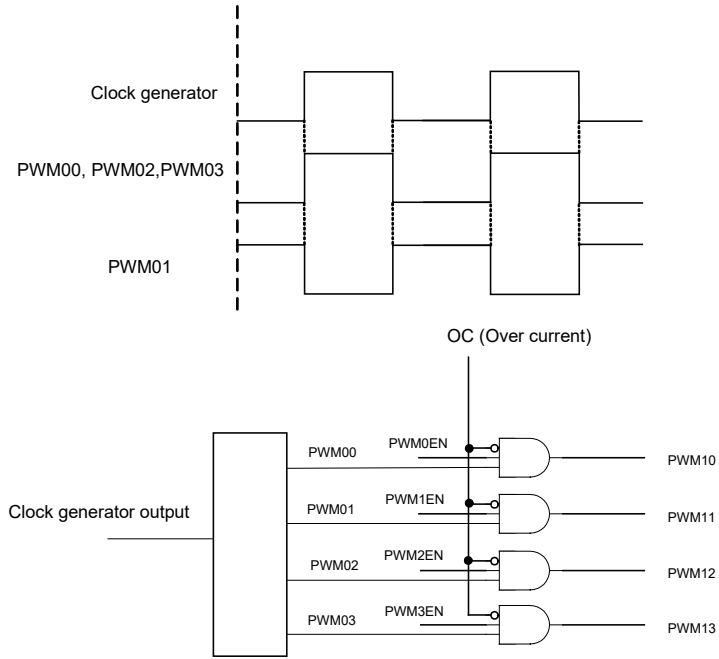 Clock generator
PWM00, PWM02,PWM03
PWM01
OC (Over current)
PWM00
PWM0EN
PWM10
PWM1EN
Clock generator output
PWM01
PWM11
PWM02
PWM2EN
PWM12
PWM03
PWM3EN
PWM13